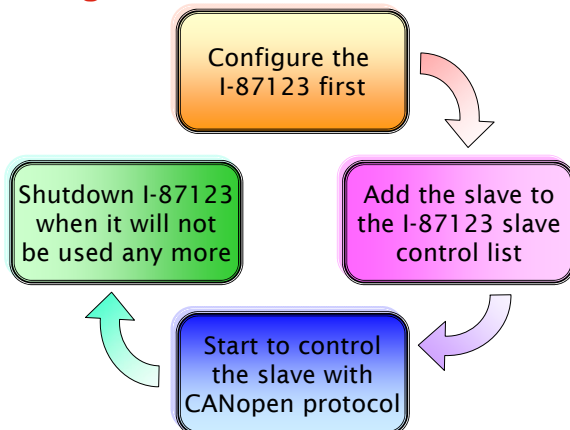 Configure the
I-87123 first
Add the slave to
the I-87123 slave
control list
Start to control
the slave with
CANopen protocol
Shutdown I-87123
when it will not
be used any more